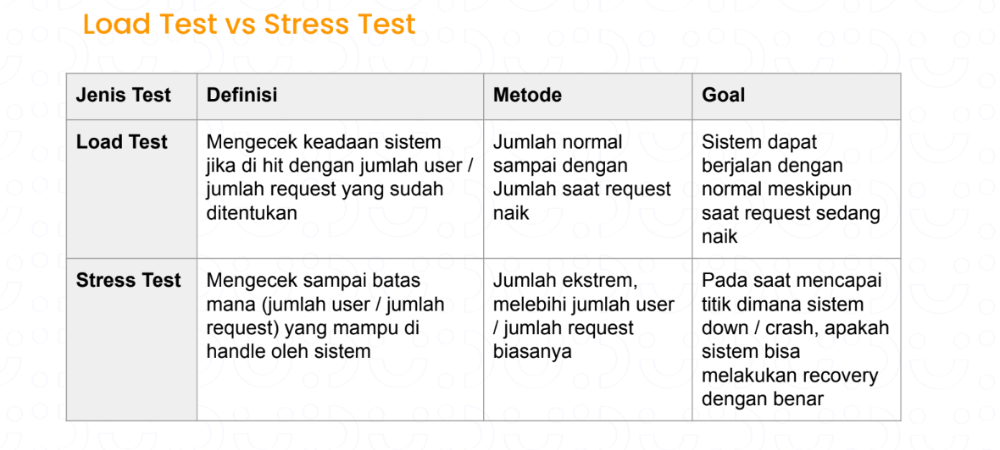 Load Test vs Stress Test
Jenis Test
Definisi
Metode
Goal
Load Test
Mengecek keadaan sistem
jika di hit dengan jumlah user /
jumlah request yang sudah
ditentukan
Jumlah normal
sampai dengan
Jumlah saat request
naik
Sistem dapat
berjalan dengan
normal meskipun
saat request sedang
naik
Stress Test
Mengecek sampai batas
mana (jumlah user / jumlah
request) yang mampu di
handle oleh sistem
Jumlah ekstrem,
melebihi jumlah user
/ jumlah request
biasanya
Pada saat mencapai
titik dimana sistem
down / crash, apakah
sistem bisa
melakukan recovery
dengan benar